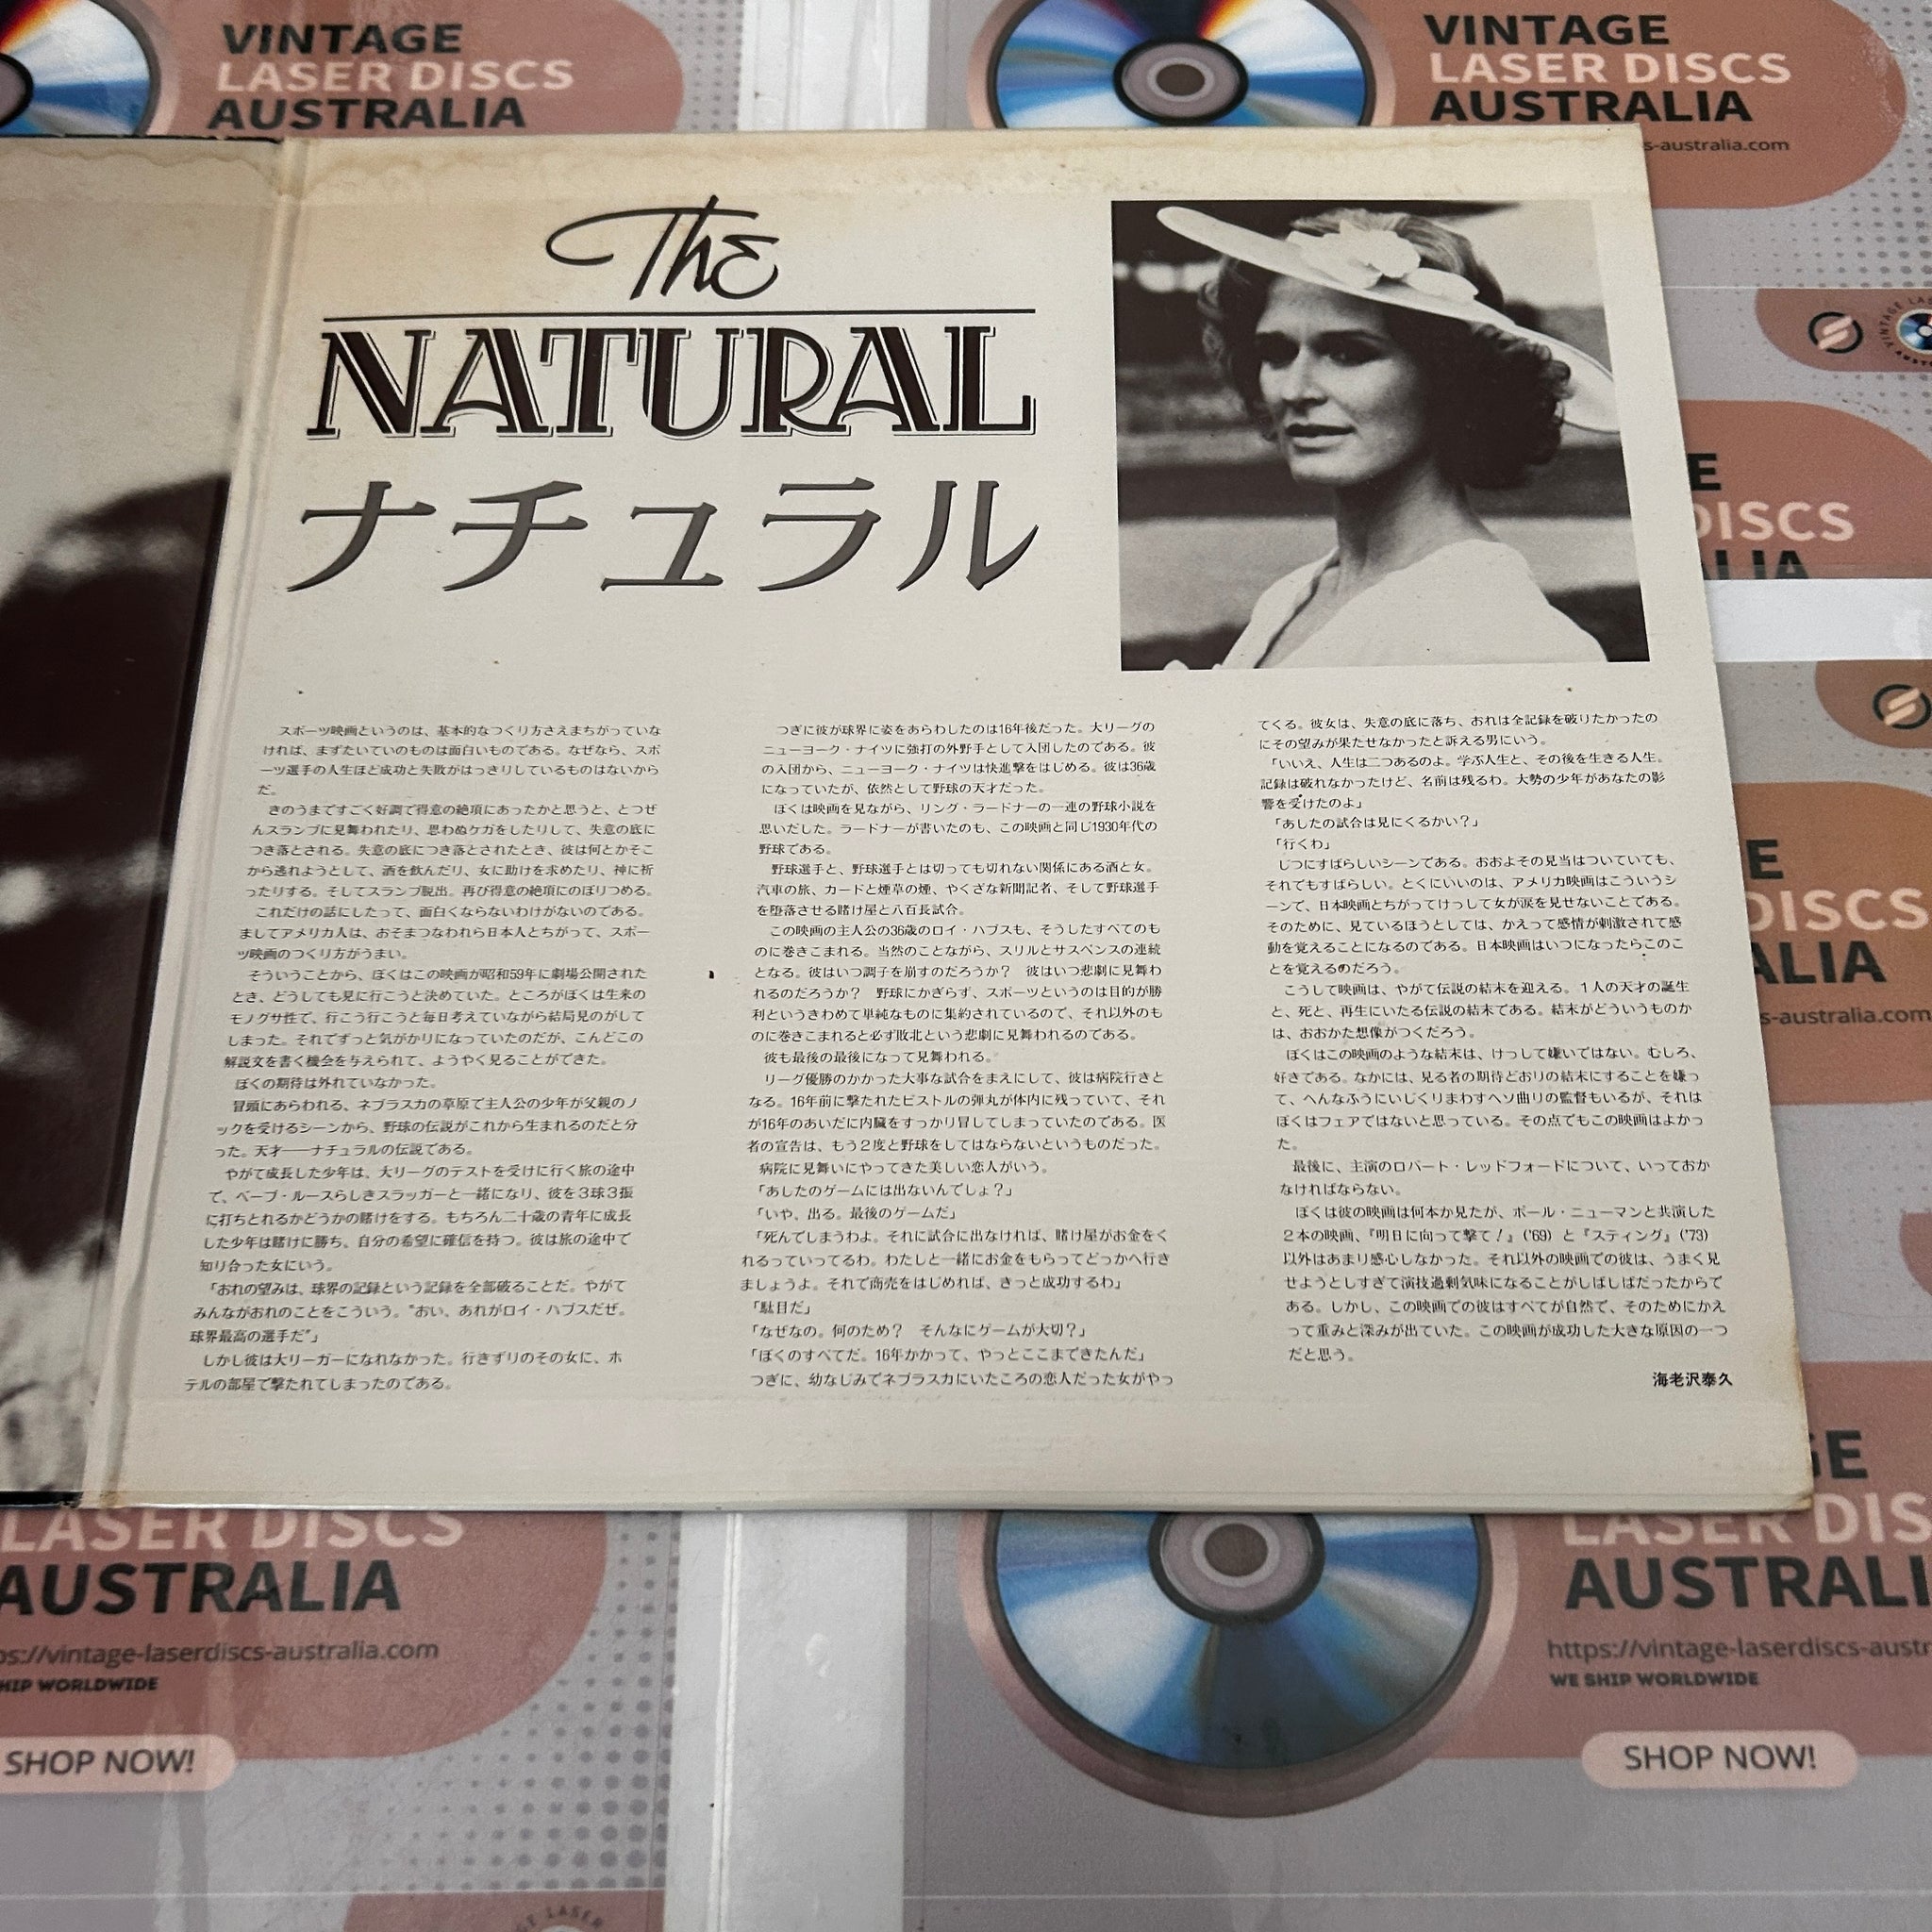 VINTAGE
LASER DISCS
AUSTRALIA
VINTAGE
LASER DISCS
AUSTRALIA
s-australia.com
The
NATURAL
ナチュラル
スポーツ映画というのは、基本的なつくり方さえまちがっていな
ければ、まずたいていのものは面白いものである。なぜなら、スポ
ーツ選手の人生ほど成功と失敗がはっきりしているものはないから
だ。
きのうまですごく好調で得意の絶頂にあったかと思うと、とつぜ
んスランプに見舞われたり、思わぬケガをしたりして、失意の底に
つき落とされる。失意の底につき落とされたとき、彼は何とかそこ
から逃れようとして、酒を飲んだり、女に助けを求めたり、神に祈
ったりする。そしてスランプ脱出。再び得意の絶頂にのぼりつめる。
これだけの話にしたって、面白くならないわけがないのである。
ましてアメリカ人は、おそまつなわれら日本人とちがって、スポー
ツ映画のつくり方がうまい。
そういうことから、ぼくはこの映画が昭和59年に劇場公開された
とき、どうしても見に行こうと決めていた。ところがぼくは生来の
モノグサ性で、行こう行こうと毎日考えていながら結局見のがして
しまった。それでずっと気がかりになっていたのだが、こんどこの
解説文を書く機会を与えられて、ようやく見ることができた。
ぼくの期待は外れていなかった。
冒頭にあらわれる、ネブラスカの草原で主人公の少年が父親のノ
ックを受けるシーンから、野球の伝説がこれから生まれるのだと分
った。天才──ナチュラルの伝説である。
やがて成長した少年は、大リーグのテストを受けに行く旅の途中
で、ベーブ・ルースらしきスラッガーと一緒になり、彼を3球3振
に打ちとれるかどうかの賭けをする。もちろん二十歳の青年に成長
した少年は賭けに勝ち、自分の希望に確信を持つ。彼は旅の途中で
知り合った女にいう。
「おれの望みは、球界の記録という記録を全部破ることだ。やがて
みんながおれのことをこういう。“おい、あれがロイ・ハブスだぜ。
球界最高の選手だ”」
しかし彼は大リーガーになれなかった。行きずりのその女に、ホ
テルの部屋で撃たれてしまったのである。
つぎに彼が球界に姿をあらわしたのは16年後だった。大リーグの
ニューヨーク・ナイツに強打の外野手として入団したのである。彼
の入団から、ニューヨーク・ナイツは快進撃をはじめる。彼は36歳
になっていたが、依然として野球の天才だった。
ぼくは映画を見ながら、リング・ラードナーの一連の野球小説を
思いだした。ラードナーが書いたのも、この映画と同じ1930年代の
野球である。
野球選手と、野球選手とは切っても切れない関係にある酒と女。
汽車の旅、カードと煙草の煙、やくざな新聞記者、そして野球選手
を堕落させる賭け屋と八百長試合。
この映画の主人公の36歳のロイ・ハブスも、そうしたすべてのも
のに巻きこまれる。当然のことながら、スリルとサスペンスの連続
となる。彼はいつ調子を崩すのだろうか？　彼はいつ悲劇に見舞わ
れるのだろうか？　野球にかぎらず、スポーツというのは目的が勝
利というきわめて単純なものに集約されているので、それ以外のも
のに巻きこまれると必ず敗北という悲劇に見舞われるのである。
彼も最後の最後になって見舞われる。
リーグ優勝のかかった大事な試合をまえにして、彼は病院行きと
なる。16年前に撃たれたピストルの弾丸が体内に残っていて、それ
が16年のあいだに内臓をすっかり冒してしまっていたのである。医
者の宣告は、もう2度と野球をしてはならないというものだった。
病院に見舞いにやってきた美しい恋人がいう。
「あしたのゲームには出ないんでしょ？」
「いや、出る。最後のゲームだ」
「死んでしまうわよ。それに試合に出なければ、賭け屋がお金をく
れるっていってるわ。わたしと一緒にお金をもらってどっかへ行き
ましょうよ。それで商売をはじめれば、きっと成功するわ」
「駄目だ」
「なぜなの。何のため？　そんなにゲームが大切？」
「ぼくのすべてだ。16年かかって、やっとここまできたんだ」
つぎに、幼なじみでネブラスカにいたころの恋人だった女がやっ
てくる。彼女は、失意の底に落ち、おれは全記録を破りたかったの
にその望みが果たせなかったと訴える男にいう。
「いいえ、人生は二つあるのよ。学ぶ人生と、その後を生きる人生。
記録は破れなかったけど、名前は残るわ。大勢の少年があなたの影
響を受けたのよ」
「あしたの試合は見にくるかい？」
「行くわ」
じつにすばらしいシーンである。おおよその見当はついていても、
それでもすばらしい。とくにいいのは、アメリカ映画はこういうシ
ーンで、日本映画とちがってけっして女が涙を見せないことである。
そのために、見ているほうとしては、かえって感情が刺激されて感
動を覚えることになるのである。日本映画はいつになったらこのこ
とを覚えるのだろう。
こうして映画は、やがて伝説の結末を迎える。1人の天才の誕生
と、死と、再生にいたる伝説の結末である。結末がどういうものか
は、おおかた想像がつくだろう。
ぼくはこの映画のような結末は、けっして嫌いではない。むしろ、
好きである。なかには、見る者の期待どおりの結末にすることを嫌っ
て、へんなふうにいじくりまわすヘソ曲りの監督もいるが、それは
ぼくはフェアではないと思っている。その点でもこの映画はよかっ
た。
最後に、主演のロバート・レッドフォードについて、いっておか
なければならない。
ぼくは彼の映画は何本か見たが、ポール・ニューマンと共演した
2本の映画、『明日に向って撃て！』('69) と『スティング』('73)
以外はあまり感心しなかった。それ以外の映画での彼は、うまく見
せようとしすぎて演技過剰気味になることがしばしばだったからで
ある。しかし、この映画での彼はすべてが自然で、そのためにかえ
って重みと深みが出ていた。この映画が成功した大きな原因の一つ
だと思う。
海老沢泰久
E
DISCS
ALIA
E
DISCS
ALIA
s-australia.com
LASER DISCS
AUSTRALIA
ps://vintage-laserdiscs-australia.com
HIP WORLDWIDE
SHOP NOW!
GE
LASER DIS
AUSTRALI
https://vintage-laserdiscs-austr
WE SHIP WORLDWIDE
SHOP NOW!